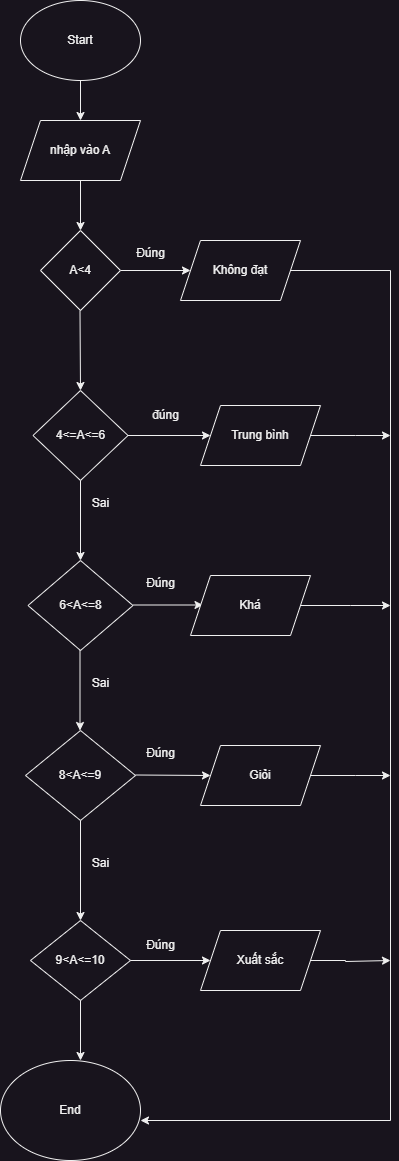 Start
nhập vào A
A<4
Đúng
Không đạt
4<=A<=6
đúng
Trung bình
Sai
6<A<=8
Đúng
Khá
Sai
8<A<=9
Đúng
Giỏi
Sai
9<A<=10
Đúng
Xuất sắc
End